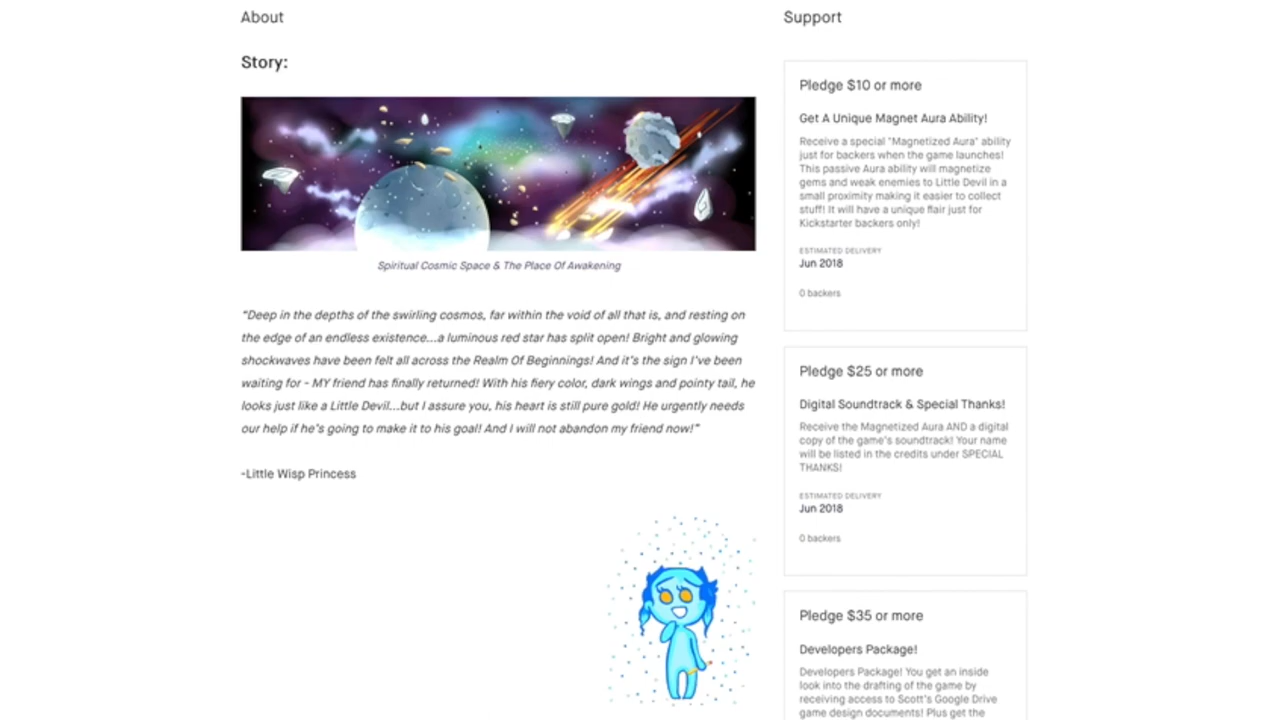 About
Story:
Spiritual Cosmic Space & The Place Of Awakening
“Deep in the depths of the swirling cosmos, far within the void of all that is, and resting on
the edge of an endless existence...a luminous red star has split open! Bright and glowing
shockwaves have been felt all across the Realm Of Beginnings! And it's the sign I've been
waiting for - MY friend has finally returned! With his fiery color, dark wings and pointy tail, he
looks just like a Little Devil...but I assure you, his heart is still pure gold! He urgently needs
our help if he's going to make it to his goal! And I will not abandon my friend now!”
-Little Wisp Princess
Support
Pledge $10 or more
Get A Unique Magnet Aura Ability!
Receive a special "Magnetized Aura" ability
just for backers when the game launches!
This passive Aura ability will magnetize
gems and weak enemies to Little Devil in a
small proximity making it easier to collect
stuff! It will have a unique flair just for
Kickstarter backers only!
ESTIMATED DELIVERY
Jun 2018
0 backers
Pledge $25 or more
Digital Soundtrack & Special Thanks!
Receive the Magnetized Aura AND a digital
copy of the game's soundtrack! Your name
will be listed in the credits under SPECIAL
THANKS!
ESTIMATED DELIVERY
Jun 2018
0 backers
Pledge $35 or more
Developers Package!
Developers Package! You get an inside
look into the drafting of the game by
receiving access to Scott's Google Drive
game design documents! Plus get the